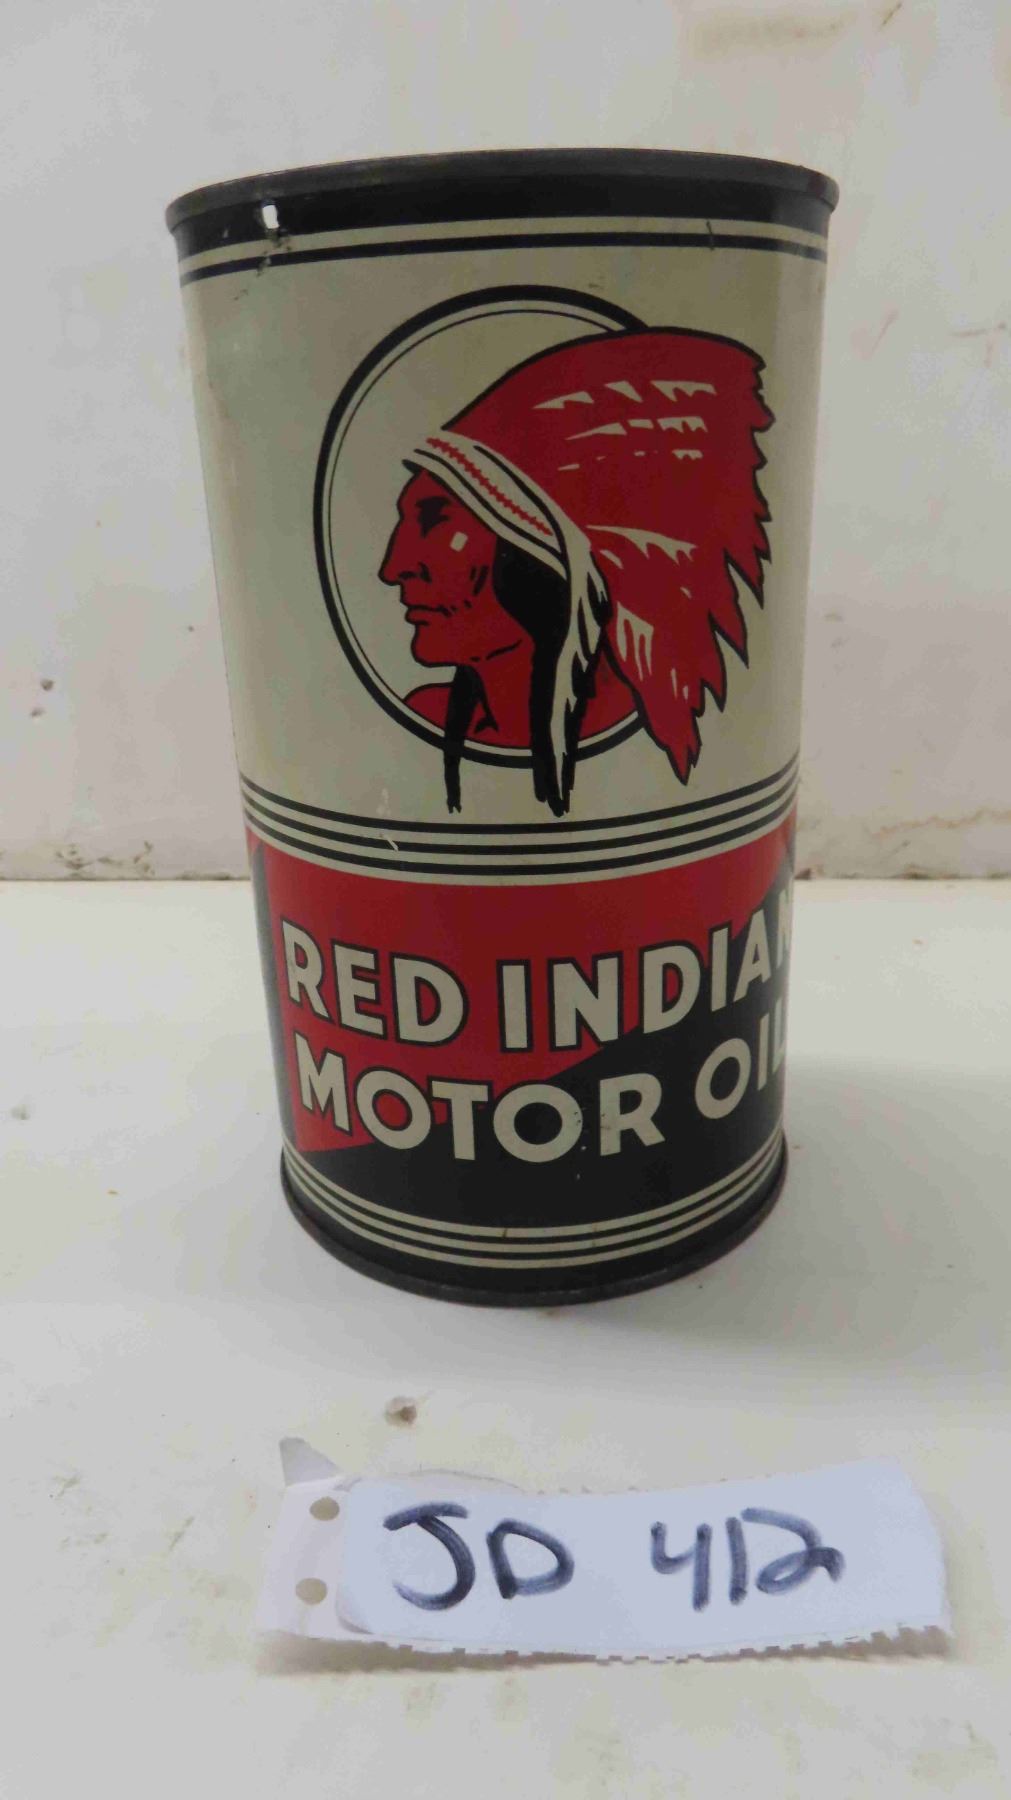 RED INDIAN
MOTOR OIL
JD 412